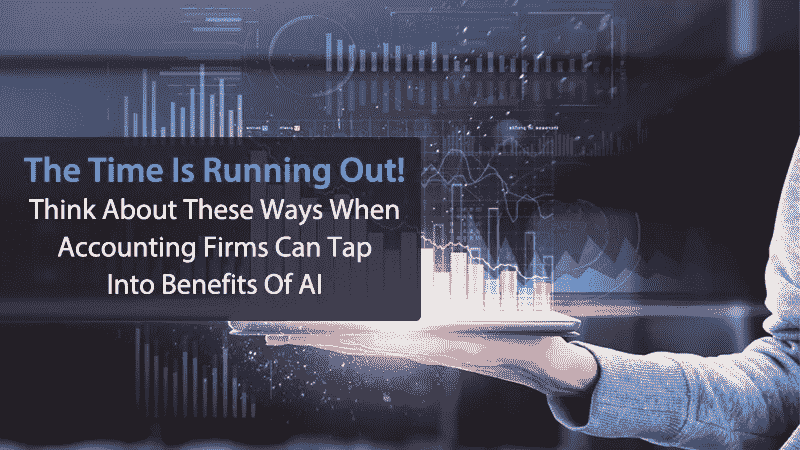 The Time Is Running Out!
Think About These Ways When
Accounting Firms Can Tap
Into Benefits Of AI